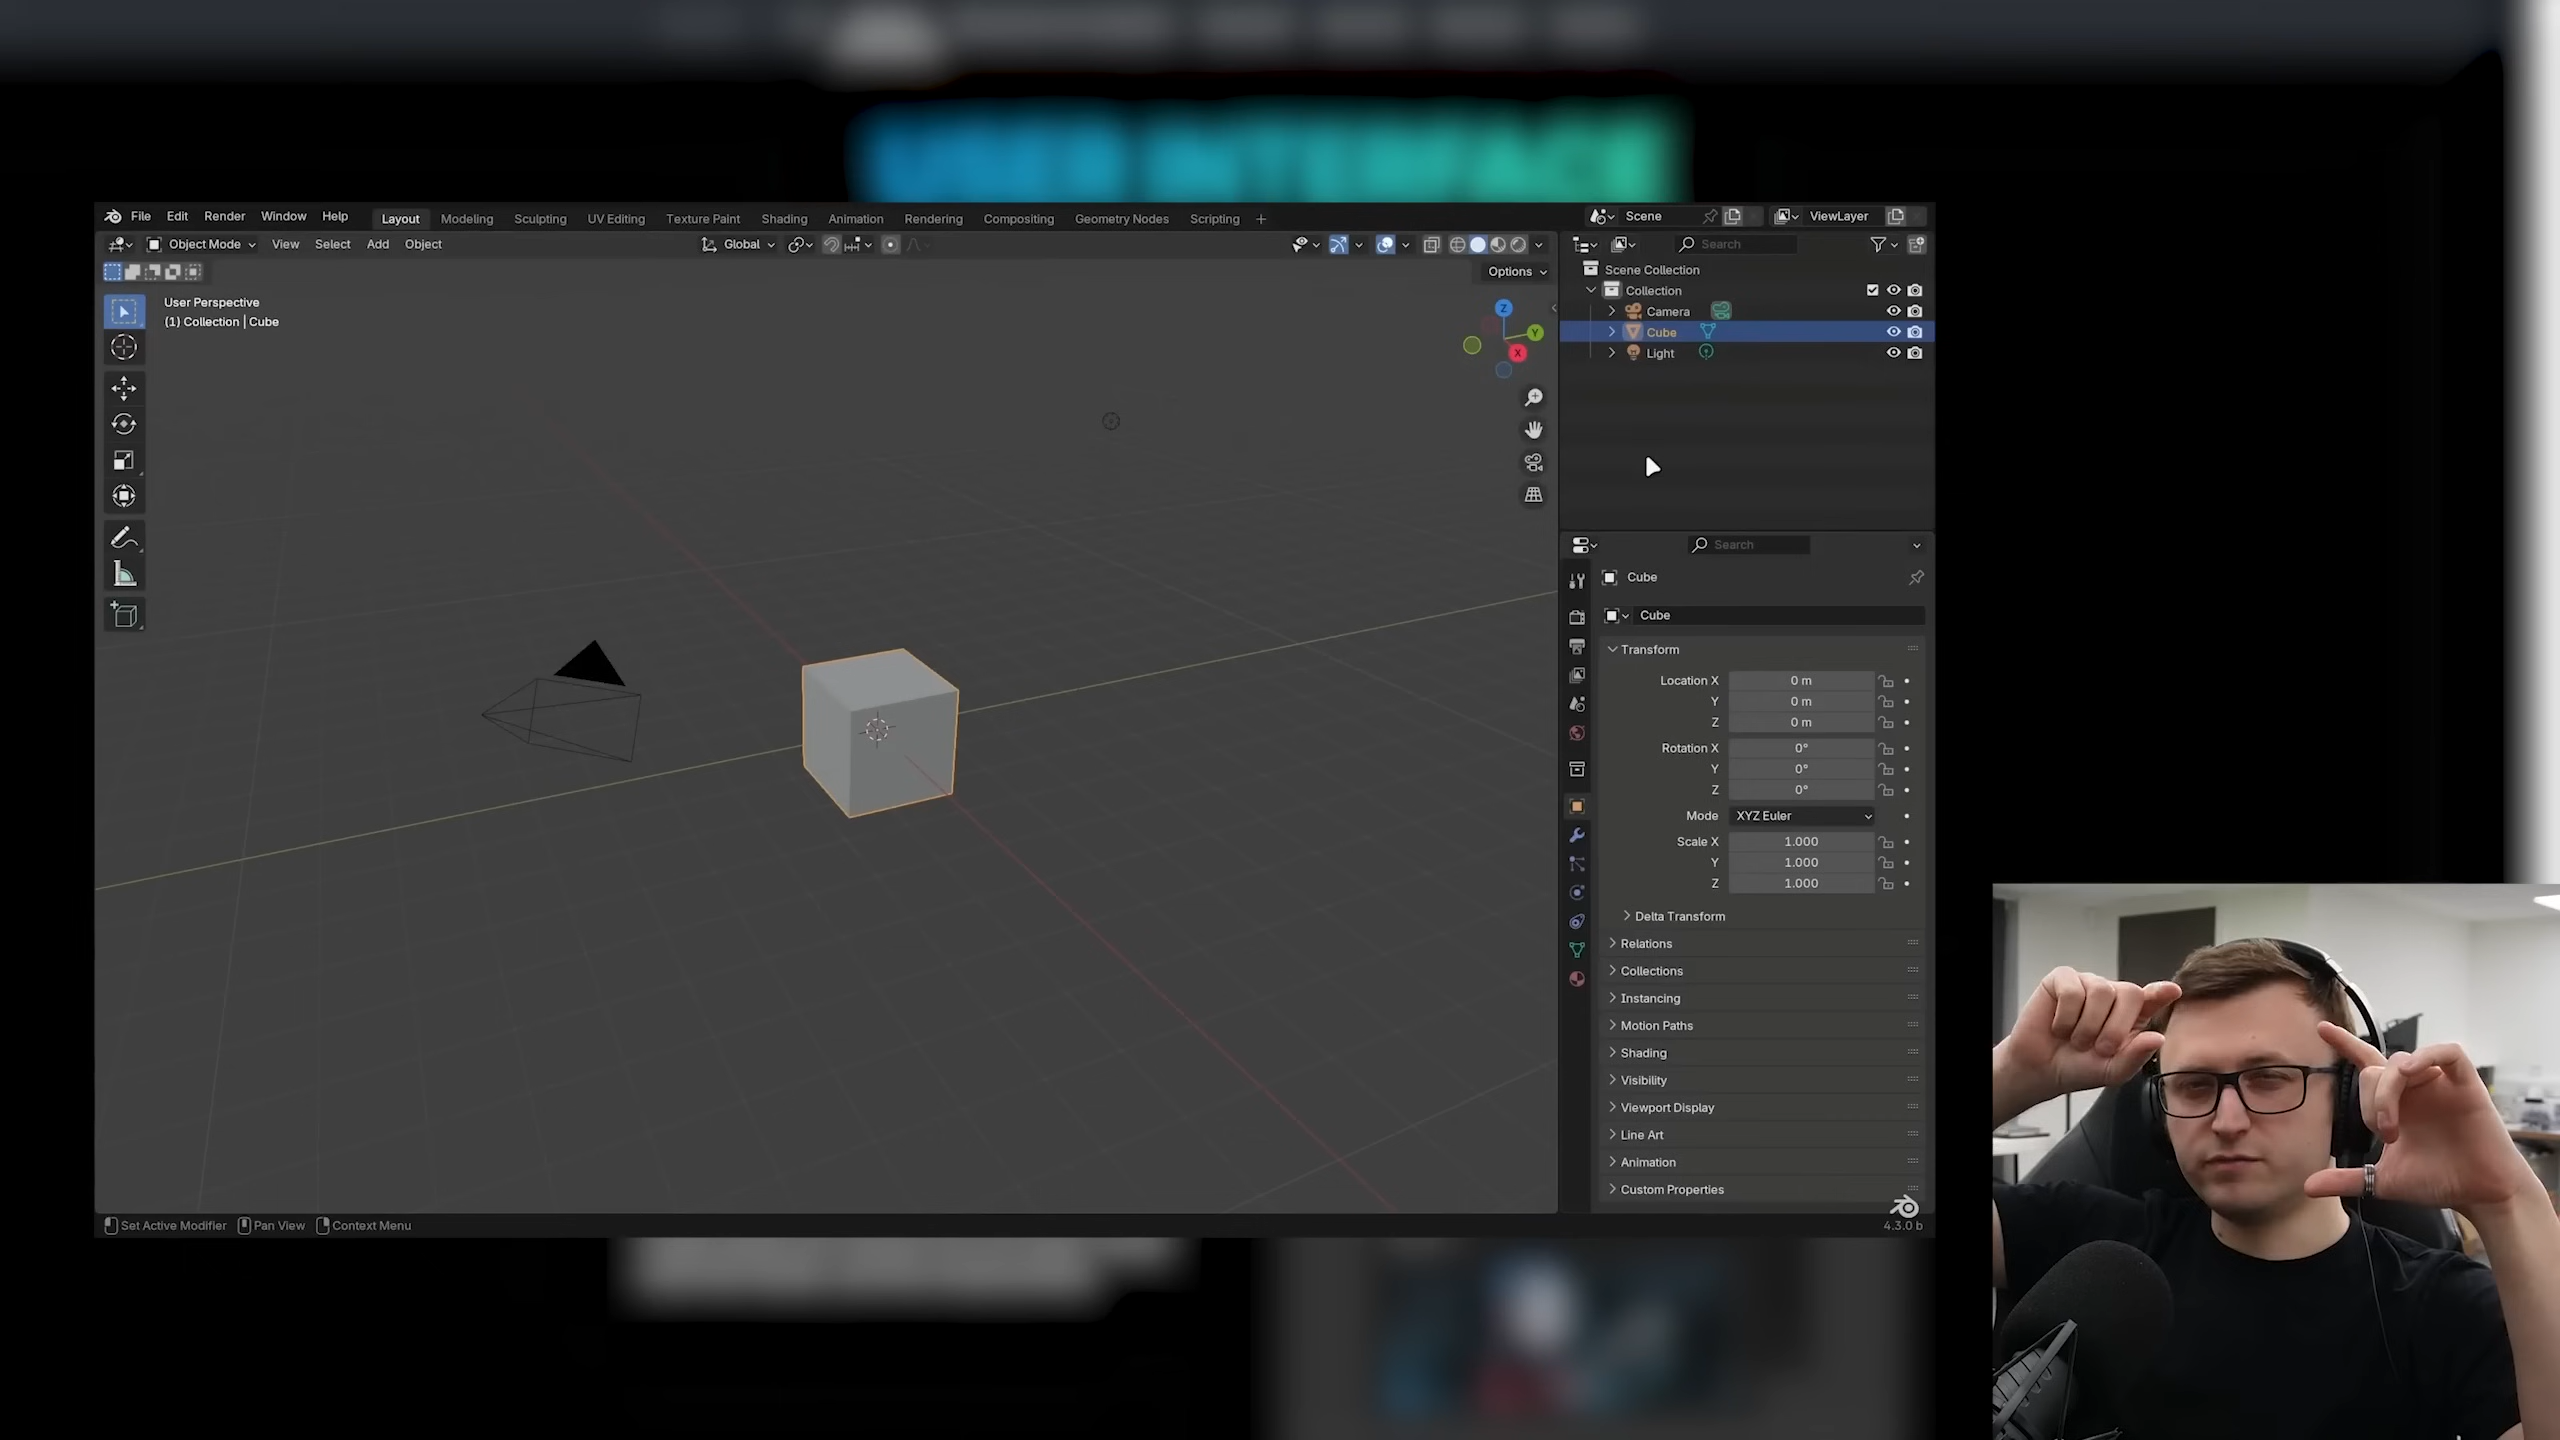 File Edit Render Window Help Layout Modeling Sculpting UV Editing Texture Paint Shading Animation Rendering Compositing Geometry Nodes Scripting + Scene ViewLayer
Object Mode View Select Add Object Global Search
Options
User Perspective
(1) Collection | Cube
Z
Y
X
Scene Collection
Collection
Camera
Cube
Light
Search
Cube
Cube
Transform
Location X 0 m
Y 0 m
Z 0 m
Rotation X 0°
Y 0°
Z 0°
Mode XYZ Euler
Scale X 1.000
Y 1.000
Z 1.000
Delta Transform
Relations
Collections
Instancing
Motion Paths
Shading
Visibility
Viewport Display
Line Art
Animation
Custom Properties
Set Active Modifier Pan View Context Menu
4.3.0 b